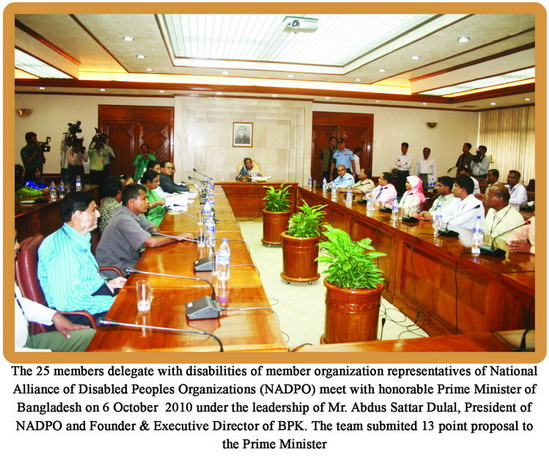 The 25 members delegate with disabilities of member organization representatives of National
Alliance of Disabled Peoples Organizations (NADPO) meet with honorable Prime Minister of
Bangladesh on 6 October 2010 under the leadership of Mr. Abdus Sattar Dulal, President of
NADPO and Founder & Executive Director of BPK. The team submited 13 point proposal to
the Prime Minister